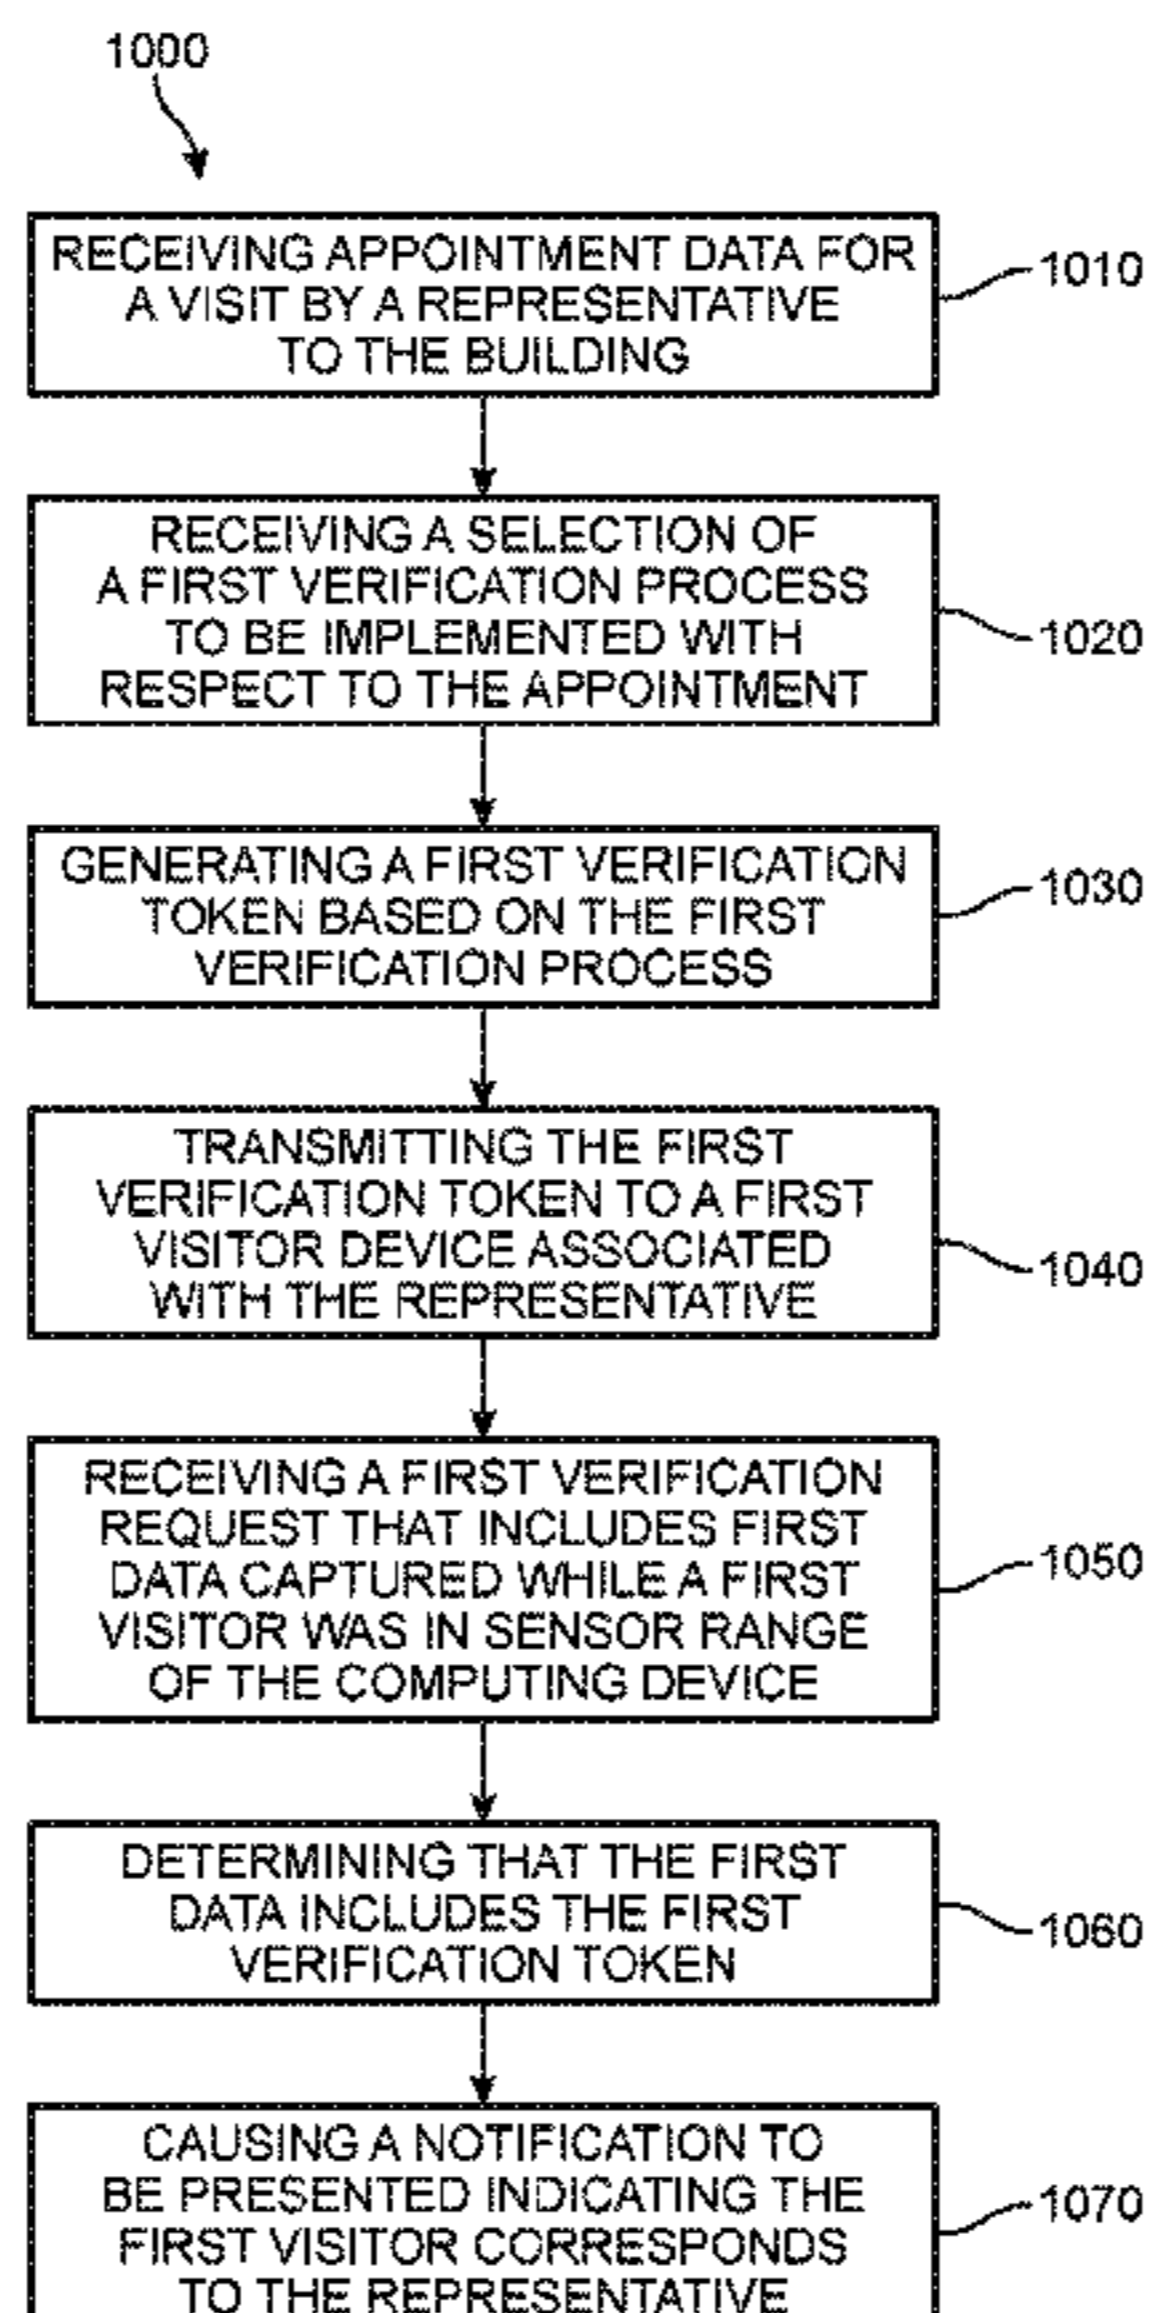 1000
RECEIVING APPOINTMENT DATA FOR
A VISIT BY A REPRESENTATIVE
TO THE BUILDING
1010
RECEIVING A SELECTION OF
A FIRST VERIFICATION PROCESS
TO BE IMPLEMENTED WITH
RESPECT TO THE APPOINTMENT
1020
GENERATING A FIRST VERIFICATION
TOKEN BASED ON THE FIRST
VERIFICATION PROCESS
1030
TRANSMITTING THE FIRST
VERIFICATION TOKEN TO A FIRST
VISITOR DEVICE ASSOCIATED
WITH THE REPRESENTATIVE
1040
RECEIVING A FIRST VERIFICATION
REQUEST THAT INCLUDES FIRST
DATA CAPTURED WHILE A FIRST
VISITOR WAS IN SENSOR RANGE
OF THE COMPUTING DEVICE
1050
DETERMINING THAT THE FIRST
DATA INCLUDES THE FIRST
VERIFICATION TOKEN
1060
CAUSING A NOTIFICATION TO
BE PRESENTED INDICATING THE
FIRST VISITOR CORRESPONDS
TO THE REPRESENTATIVE
1070